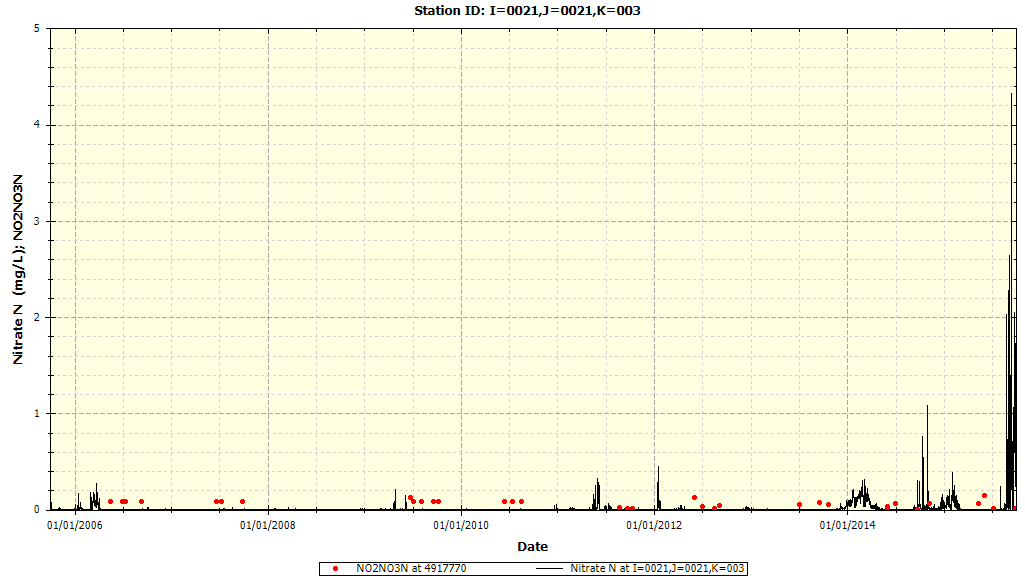 Station ID: I=0021,J=0021,K=003
Nitrate N (mg/L); NO2NO3N
5
4
3
2
1
0
01/01/2006 01/01/2008 01/01/2010 01/01/2012 01/01/2014
Date
NO2NO3N at 4917770 Nitrate N at I=0021,J=0021,K=003